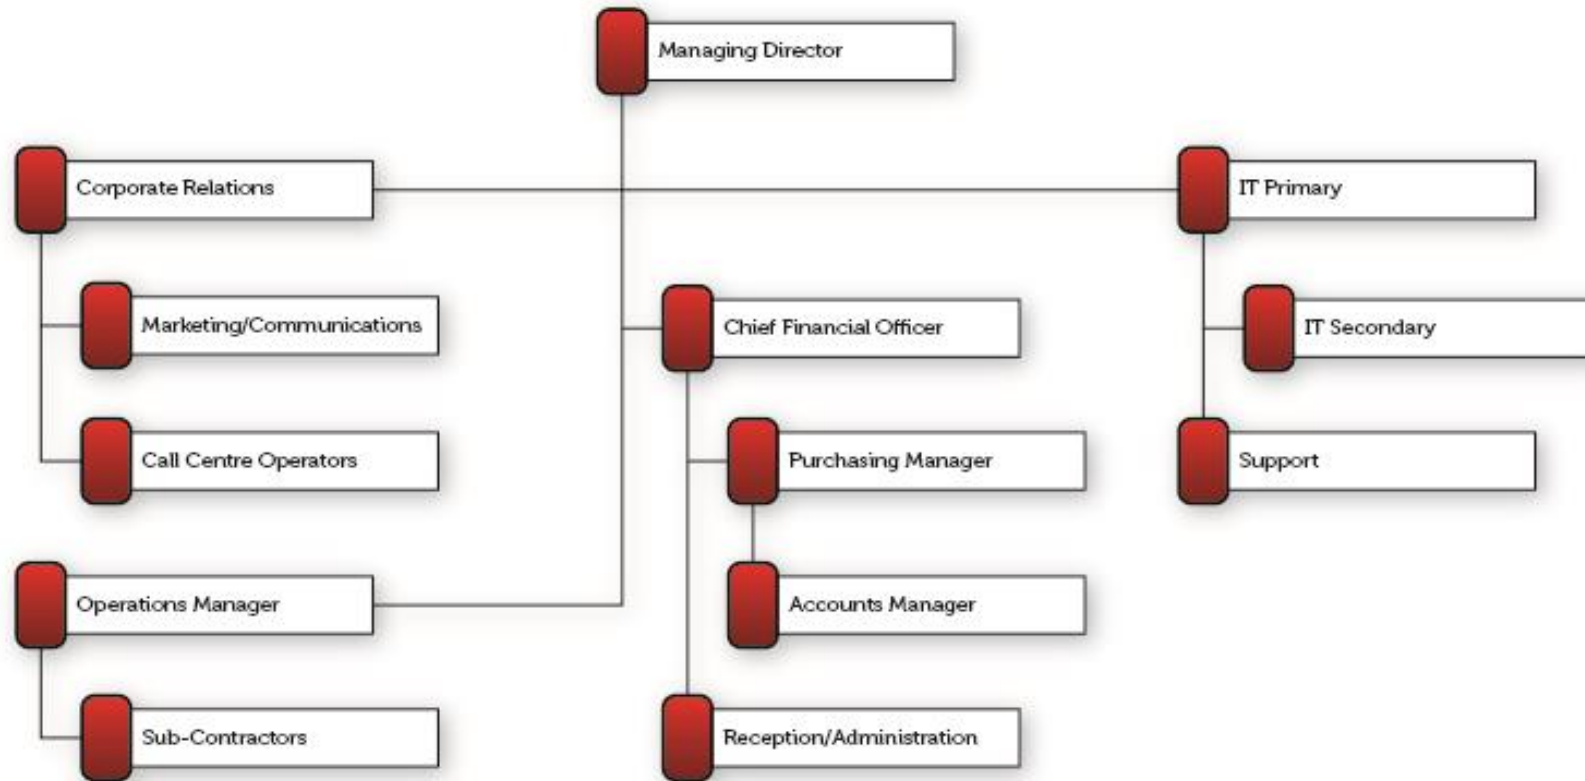 Managing Director
Corporate Relations
IT Primary
Marketing/Communications
Chief Financial Officer
IT Secondary
Call Centre Operators
Purchasing Manager
Support
Operations Manager
Accounts Manager
Sub-Contractors
Reception/Administration